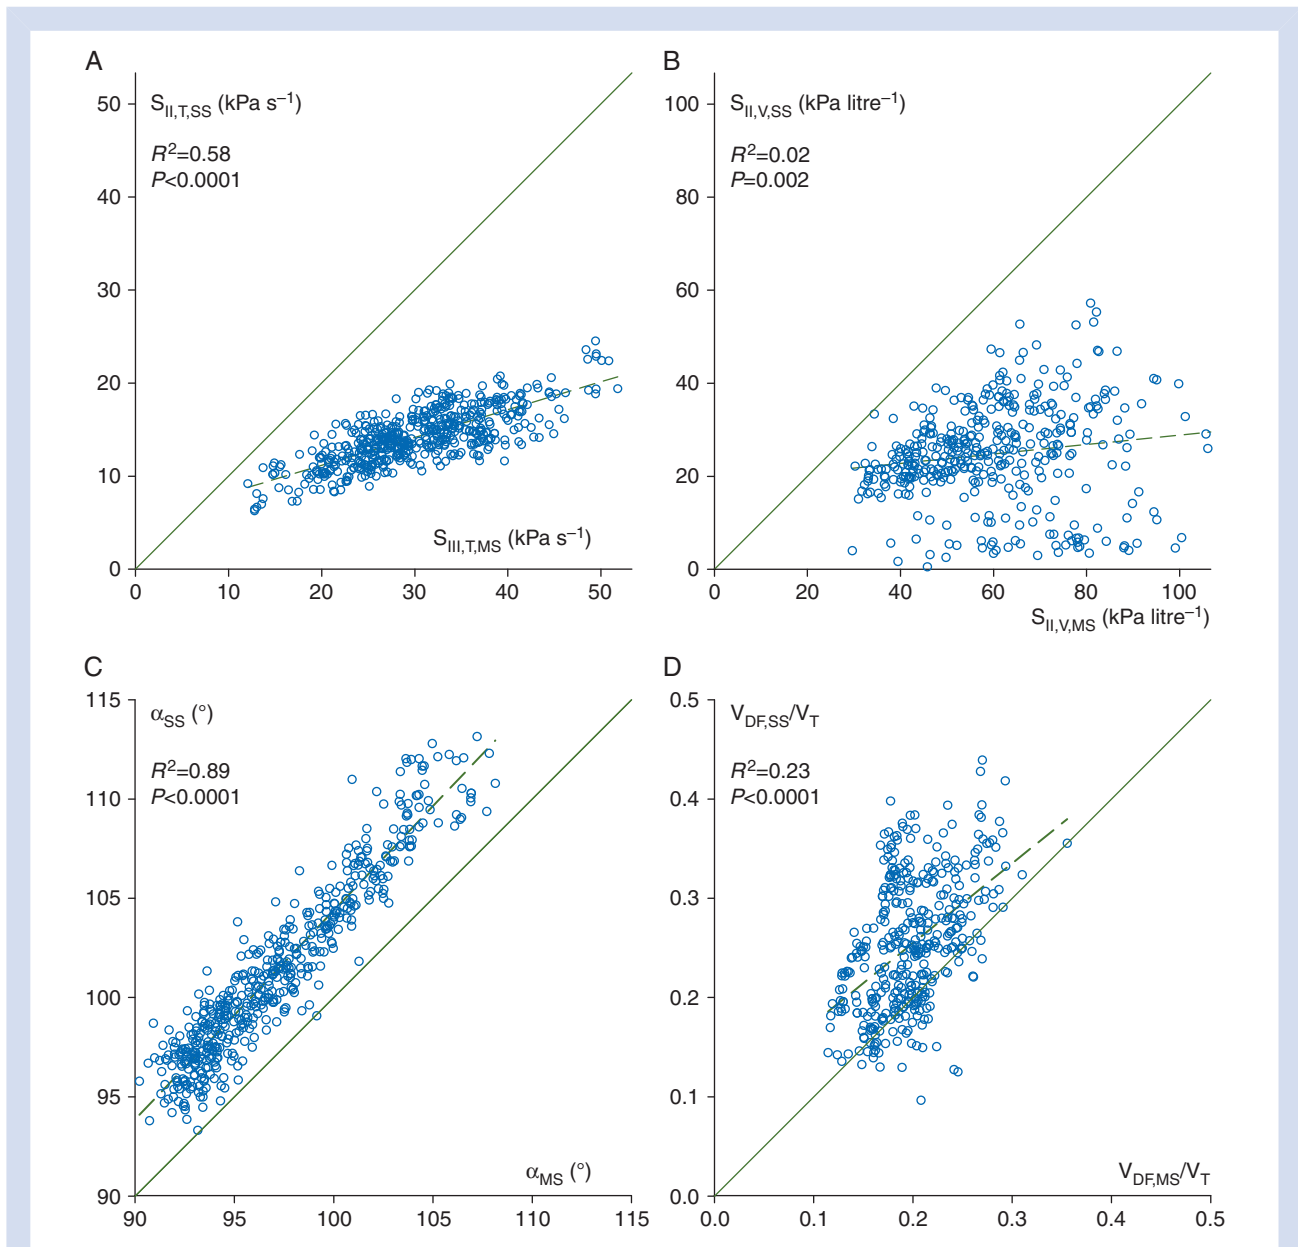 A
S_II,T,SS (kPa s⁻¹)
R²=0.58
P<0.0001
50
40
30
20
10
0
S_III,T,MS (kPa s⁻¹)
0 10 20 30 40 50
B
S_II,V,SS (kPa litre⁻¹)
R²=0.02
P=0.002
100
80
60
40
20
0
0 20 40 60 80 100
S_II,V,MS (kPa litre⁻¹)
C
115
α_SS (°)
R²=0.89
P<0.0001
110
105
100
95
90
α_MS (°)
90 95 100 105 110 115
D
0.5
V_DF,SS/V_T
R²=0.23
P<0.0001
0.4
0.3
0.2
0.1
0.0
V_DF,MS/V_T
0.0 0.1 0.2 0.3 0.4 0.5